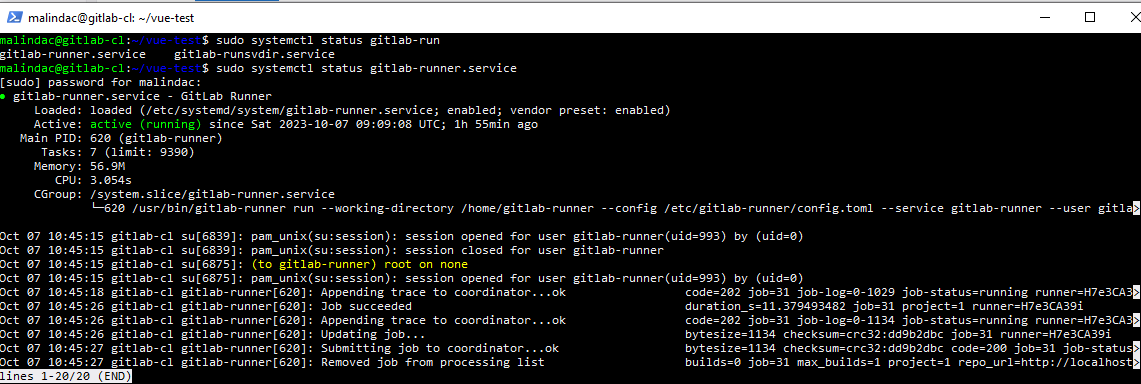 malindac@gitlab-cl: ~/vue-test
malindac@gitlab-cl:~/vue-test$ sudo systemctl status gitlab-run
gitlab-runner.service    gitlab-runsvdir.service
malindac@gitlab-cl:~/vue-test$ sudo systemctl status gitlab-runner.service
[sudo] password for malindac:
● gitlab-runner.service - GitLab Runner
     Loaded: loaded (/etc/systemd/system/gitlab-runner.service; enabled; vendor preset: enabled)
     Active: active (running) since Sat 2023-10-07 09:09:08 UTC; 1h 55min ago
   Main PID: 620 (gitlab-runner)
      Tasks: 7 (limit: 9390)
     Memory: 56.9M
        CPU: 3.054s
     CGroup: /system.slice/gitlab-runner.service
             └─620 /usr/bin/gitlab-runner run --working-directory /home/gitlab-runner --config /etc/gitlab-runner/config.toml --service gitlab-runner --user gitla>
Oct 07 10:45:15 gitlab-cl su[6839]: pam_unix(su:session): session opened for user gitlab-runner(uid=993) by (uid=0)
Oct 07 10:45:15 gitlab-cl su[6839]: pam_unix(su:session): session closed for user gitlab-runner
Oct 07 10:45:15 gitlab-cl su[6875]: (to gitlab-runner) root on none
Oct 07 10:45:15 gitlab-cl su[6875]: pam_unix(su:session): session opened for user gitlab-runner(uid=993) by (uid=0)
Oct 07 10:45:18 gitlab-cl gitlab-runner[620]: Appending trace to coordinator...ok                 code=202 job=31 job-log=0-1029 job-status=running runner=H7e3CA3>
Oct 07 10:45:26 gitlab-cl gitlab-runner[620]: Job succeeded                                       duration_s=11.379493482 job=31 project=1 runner=H7e3CA39i
Oct 07 10:45:26 gitlab-cl gitlab-runner[620]: Appending trace to coordinator...ok                 code=202 job=31 job-log=0-1134 job-status=running runner=H7e3CA3>
Oct 07 10:45:26 gitlab-cl gitlab-runner[620]: Updating job...                                     bytesize=1134 checksum=crc32:dd9b2dbc job=31 runner=H7e3CA39i
Oct 07 10:45:27 gitlab-cl gitlab-runner[620]: Submitting job to coordinator...ok                  bytesize=1134 checksum=crc32:dd9b2dbc code=200 job=31 job-status>
Oct 07 10:45:27 gitlab-cl gitlab-runner[620]: Removed job from processing list                    builds=0 job=31 max_builds=1 project=1 repo_url=http://localhost>
lines 1-20/20 (END)